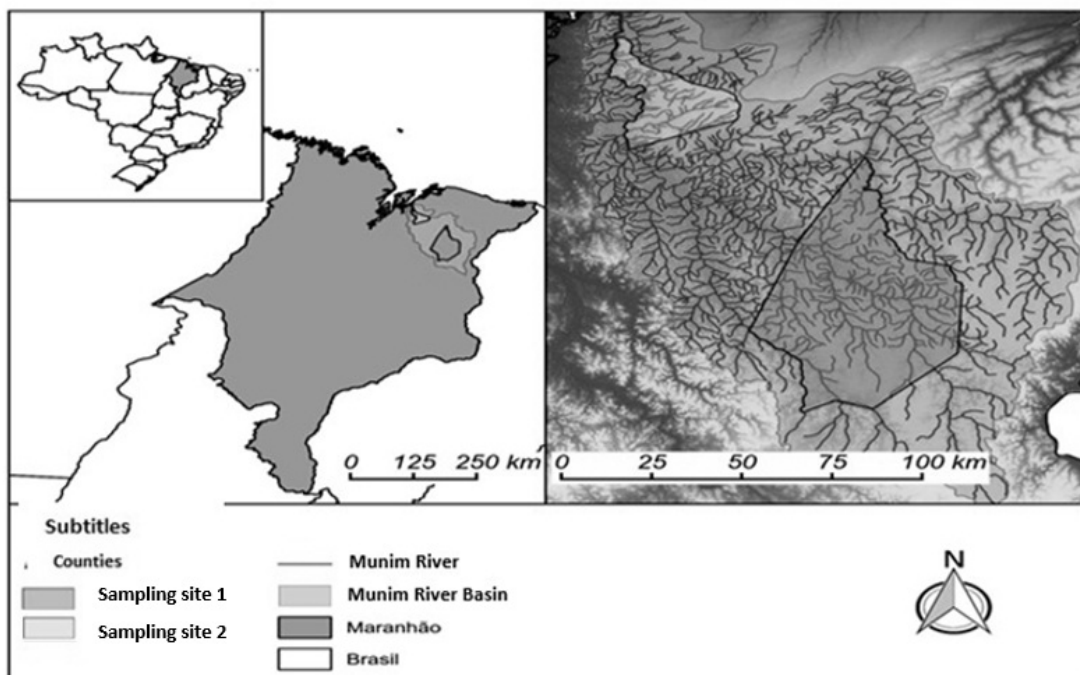 0 125 250 km
0 25 50 75 100 km
Subtitles
Counties
Sampling site 1
Sampling site 2
Munim River
Munim River Basin
Maranhão
Brasil
N